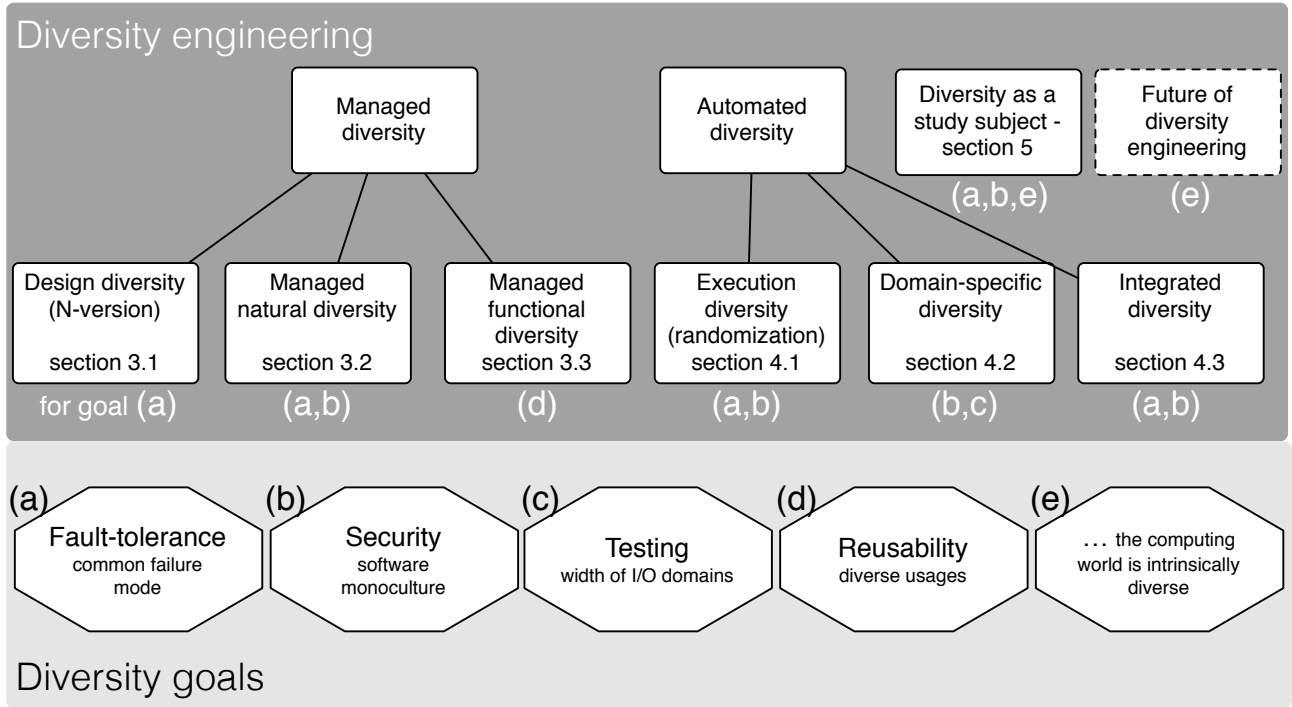 Diversity engineering
Managed
diversity
Automated
diversity
Diversity as a
study subject -
section 5
(a,b,e)
Future of
diversity
engineering
(e)
Design diversity
(N-version)
section 3.1
for goal (a)
Managed
natural diversity
section 3.2
(a,b)
Managed
functional
diversity
section 3.3
(d)
Execution
diversity
(randomization)
section 4.1
(a,b)
Domain-specific
diversity
section 4.2
(b,c)
Integrated
diversity
section 4.3
(a,b)
(a)
Fault-tolerance
common failure
mode
(b)
Security
software
monoculture
(c)
Testing
width of I/O domains
(d)
Reusability
diverse usages
(e)
... the computing
world is intrinsically
diverse
Diversity goals